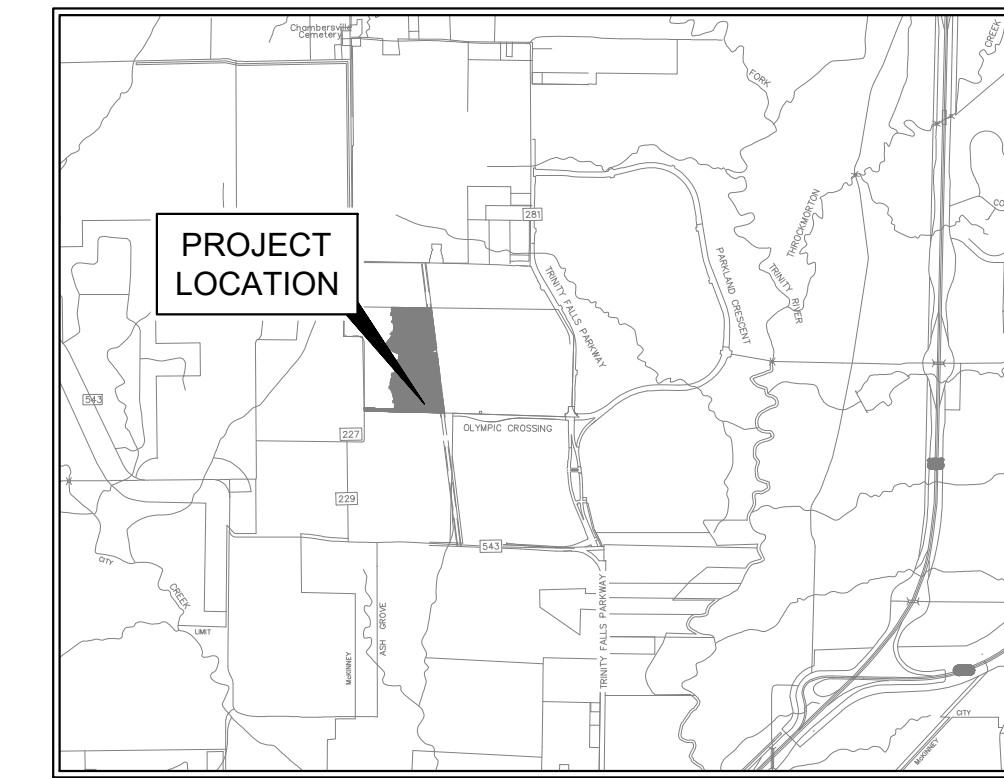 Chambersville
Cemetery
CREEK
FORK
THROCKMORTON
281
PROJECT
LOCATION
TRINITY FALLS PARKWAY
PARKLAND CRESCENT
TRINITY
RIVER
543
227
OLYMPIC CROSSING
229
543
CITY
CREEK
LIMIT
ASH GROVE
McKINNEY
TRINITY FALLS PARKWAY
CITY
McKINNEY